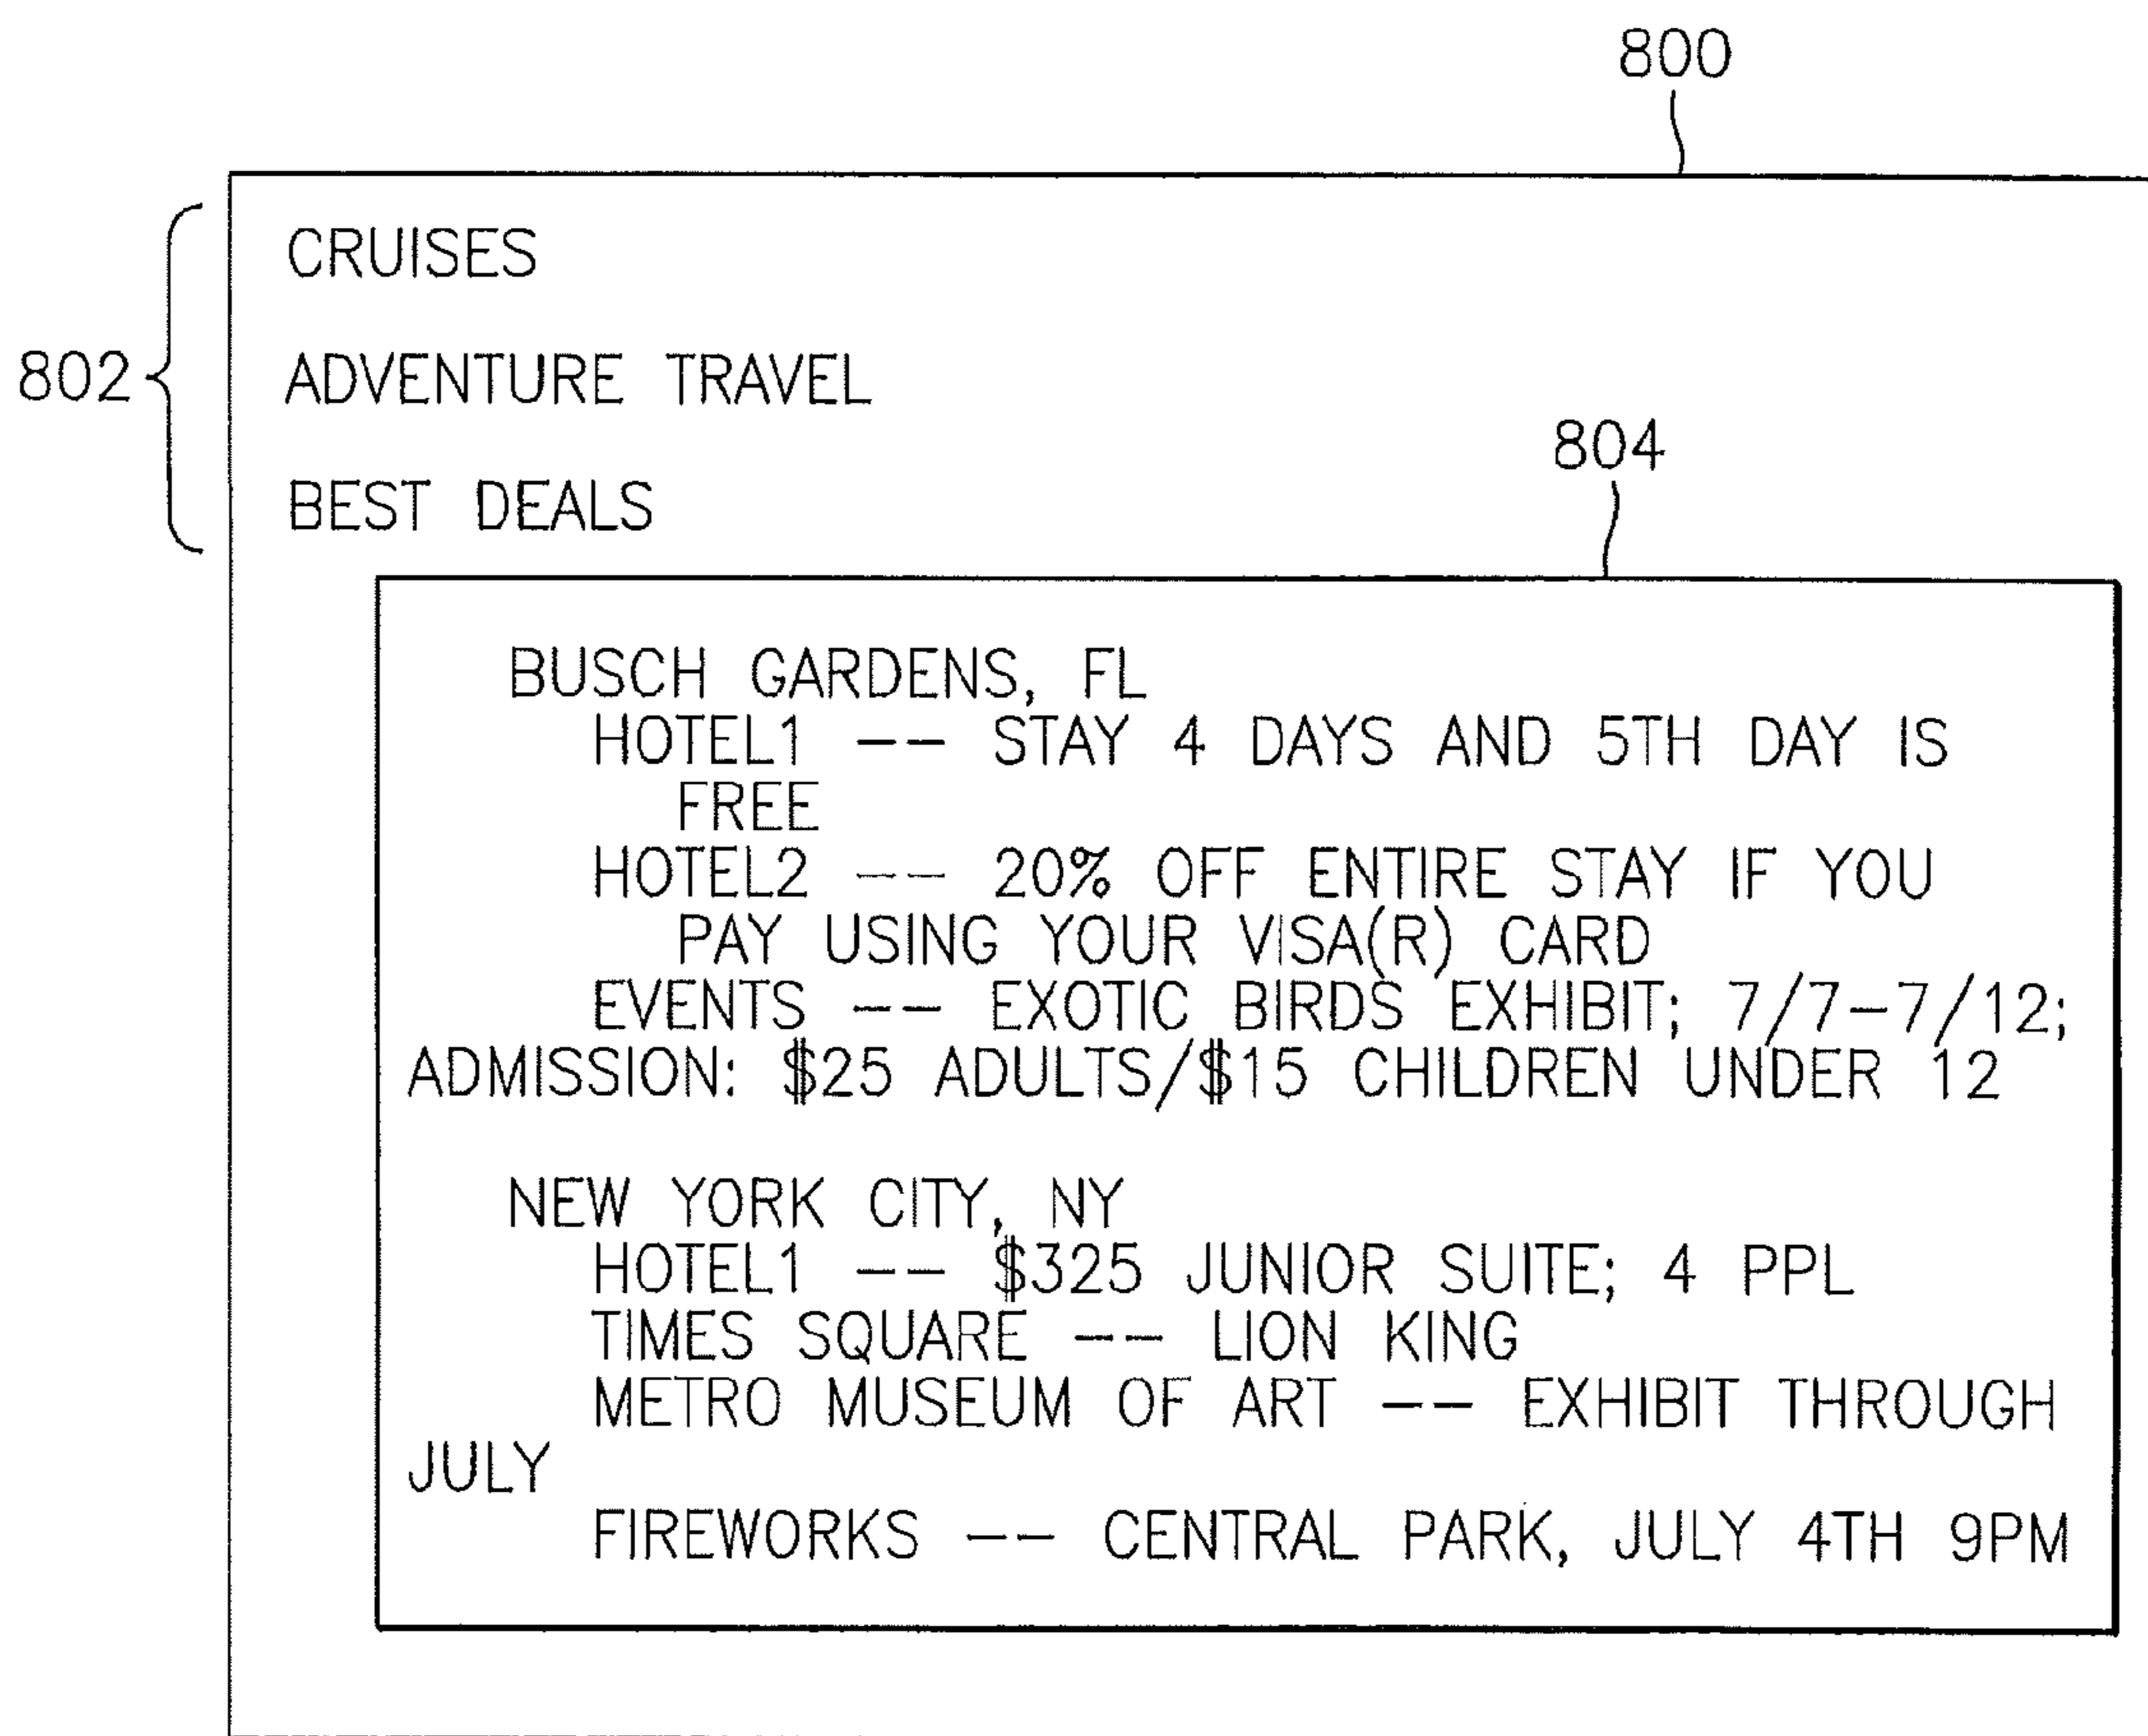 800
CRUISES
802
ADVENTURE TRAVEL
804
BEST DEALS
BUSCH GARDENS, FL
HOTEL1 -- STAY 4 DAYS AND 5TH DAY IS
FREE
HOTEL2 -- 20% OFF ENTIRE STAY IF YOU
PAY USING YOUR VISA(R) CARD
EVENTS -- EXOTIC BIRDS EXHIBIT; 7/7-7/12;
ADMISSION: $25 ADULTS/$15 CHILDREN UNDER 12
NEW YORK CITY, NY
HOTEL1 -- $325 JUNIOR SUITE; 4 PPL
TIMES SQUARE -- LION KING
METRO MUSEUM OF ART -- EXHIBIT THROUGH
JULY
FIREWORKS -- CENTRAL PARK, JULY 4TH 9PM